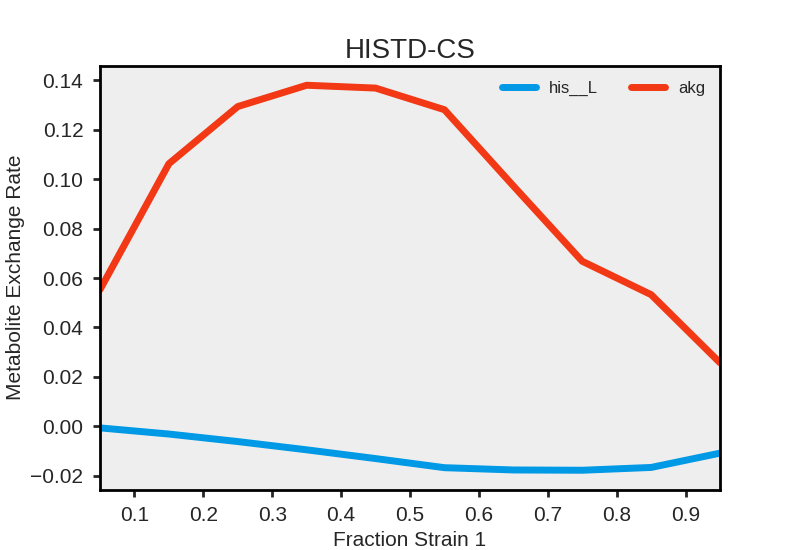 HISTD-CS
his__L
akg
Metabolite Exchange Rate
0.14
0.12
0.10
0.08
0.06
0.04
0.02
0.00
−0.02
0.1 0.2 0.3 0.4 0.5 0.6 0.7 0.8 0.9
Fraction Strain 1